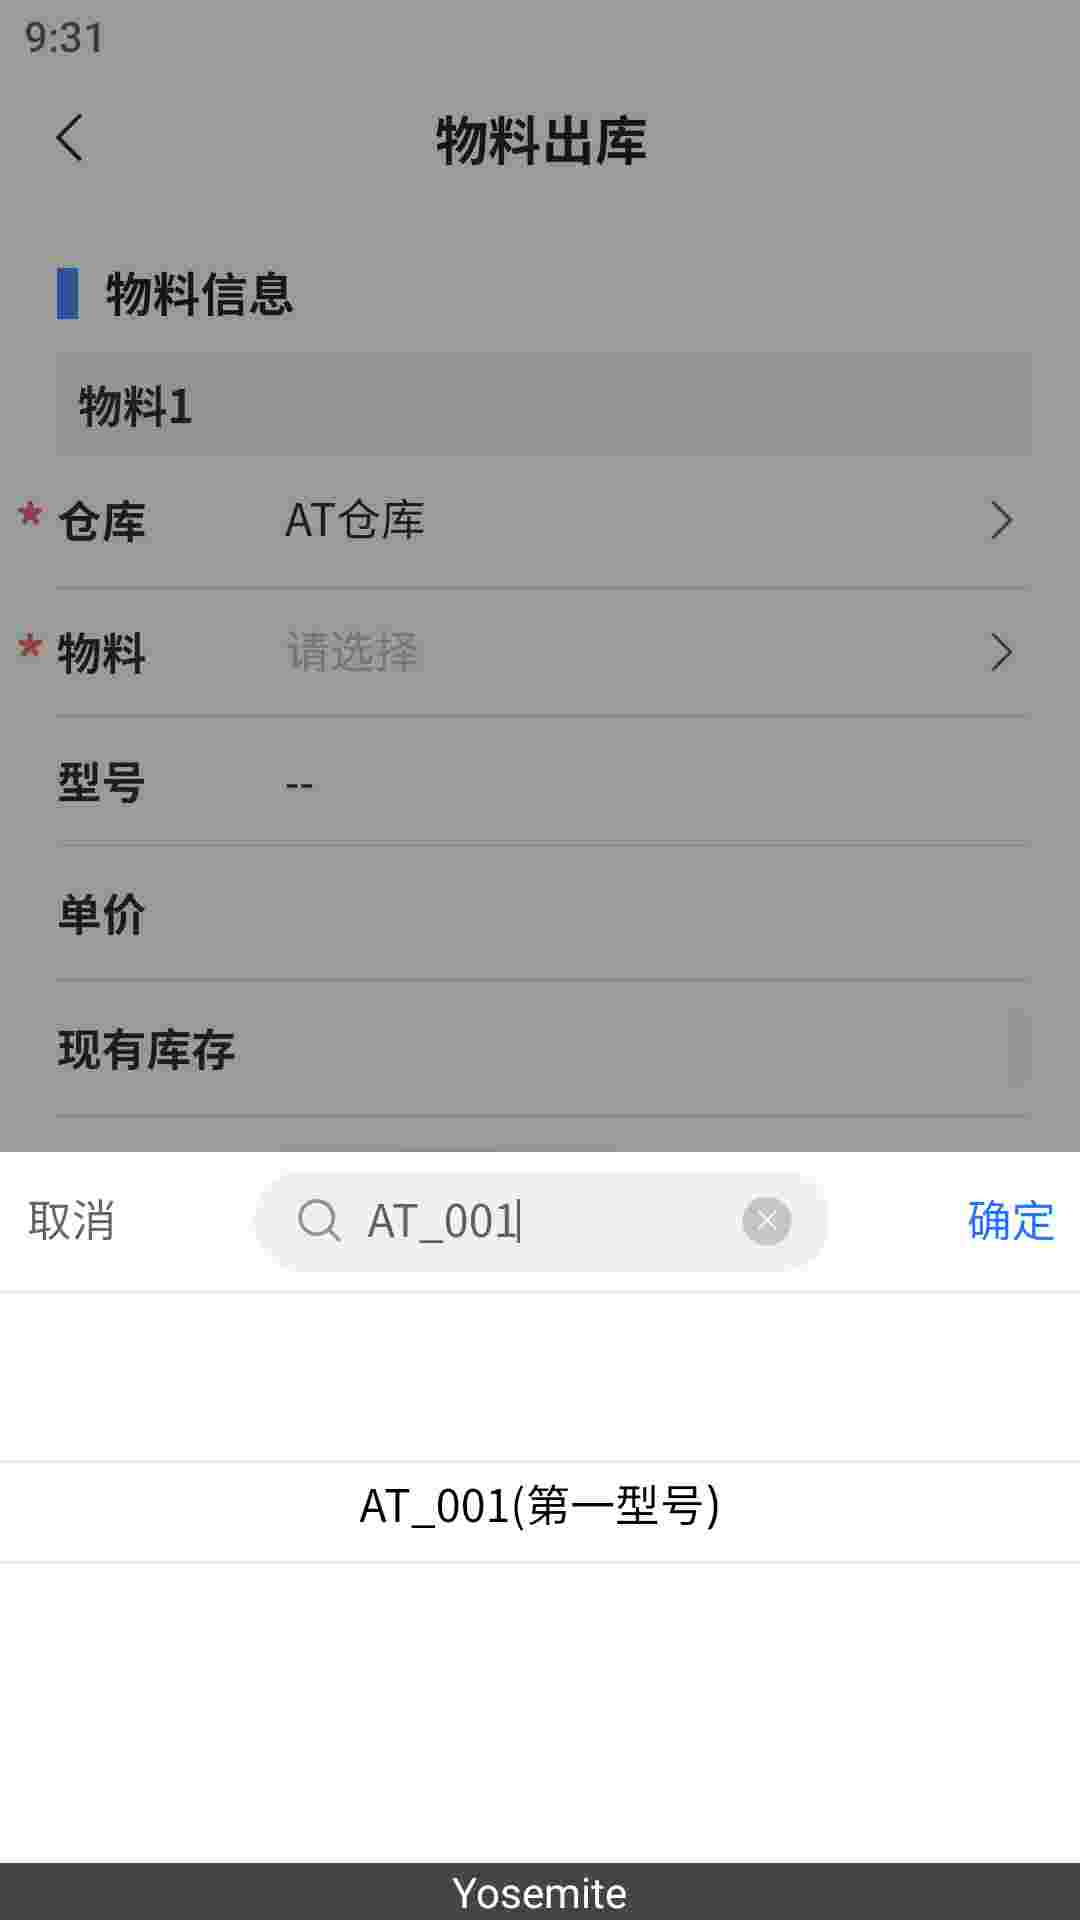 9:31
物料出库
物料信息
物料1
* 仓库 AT仓库
* 物料 请选择
型号 --
单价
现有库存
取消 AT_001 确定
AT_001(第一型号)
Yosemite